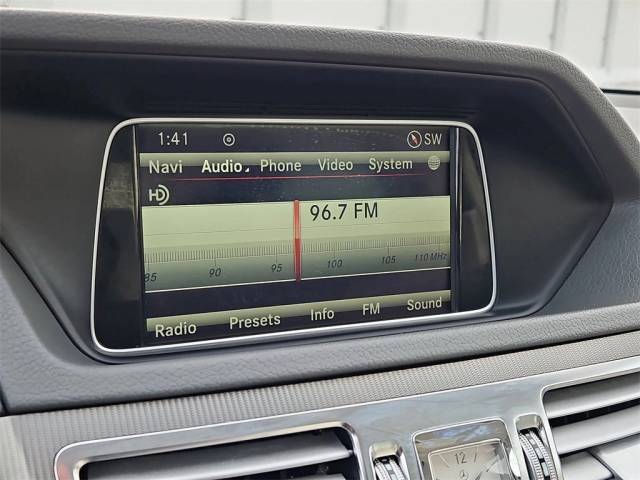 1:41 SW
Navi Audio Phone Video System
HD
96.7 FM
85 90 95 100 105 110 MHz
Radio Presets Info FM Sound
12